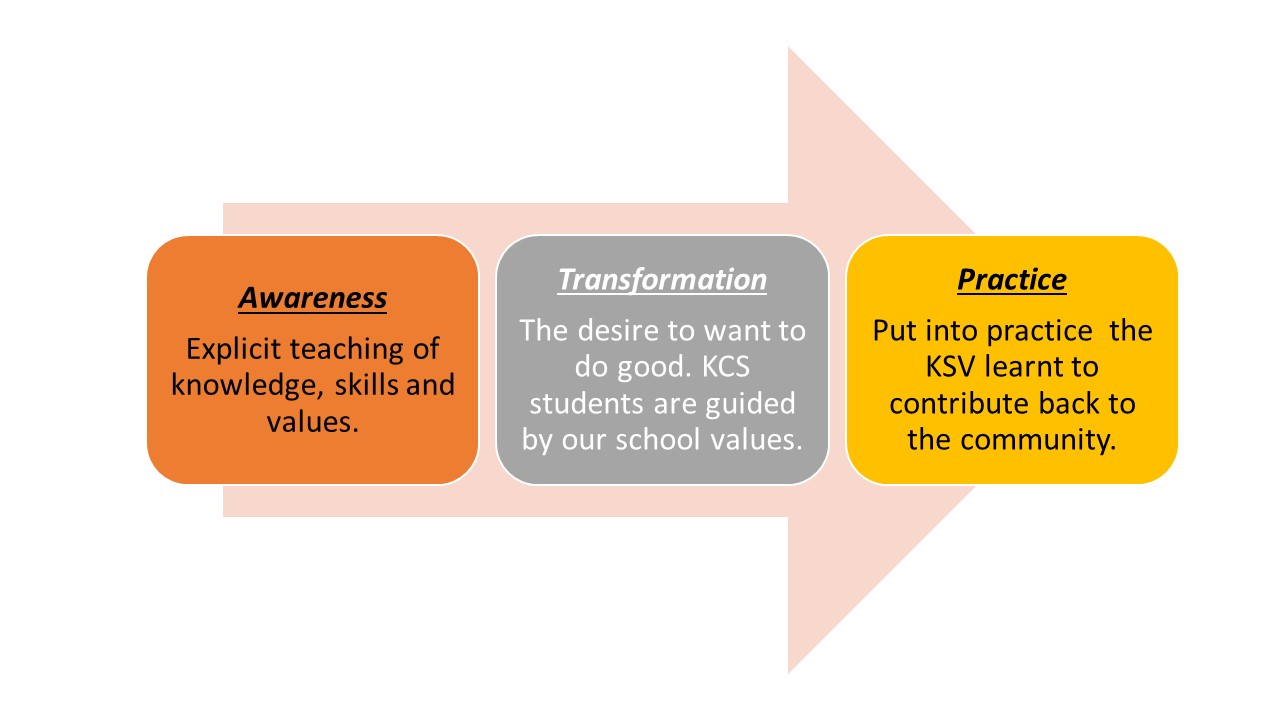 Awareness
Explicit teaching of
knowledge, skills and
values.
Transformation
The desire to want to
do good. KCS
students are guided
by our school values.
Practice
Put into practice  the
KSV learnt to
contribute back to
the community.